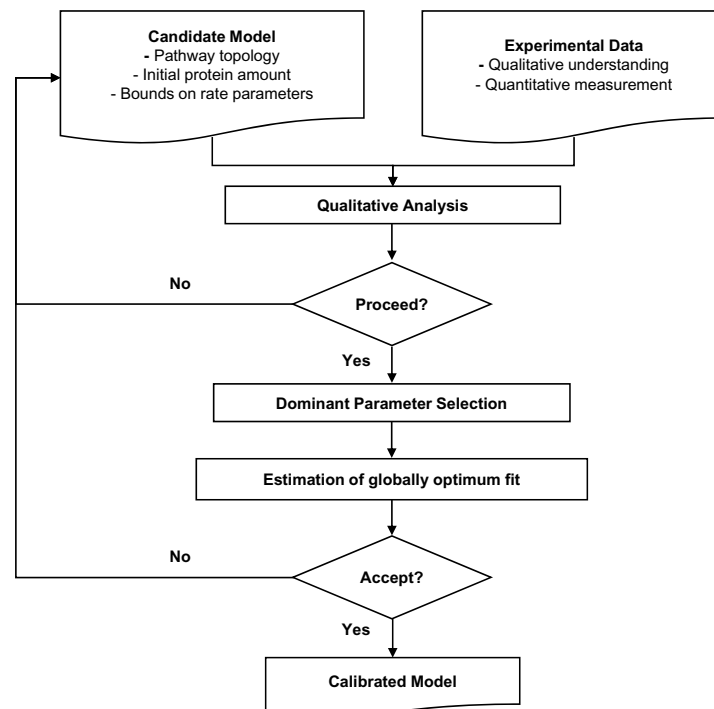 Candidate Model
- Pathway topology
- Initial protein amount
- Bounds on rate parameters
Experimental Data
- Qualitative understanding
- Quantitative measurement
Qualitative Analysis
No
Proceed?
Yes
Dominant Parameter Selection
Estimation of globally optimum fit
No
Accept?
Yes
Calibrated Model